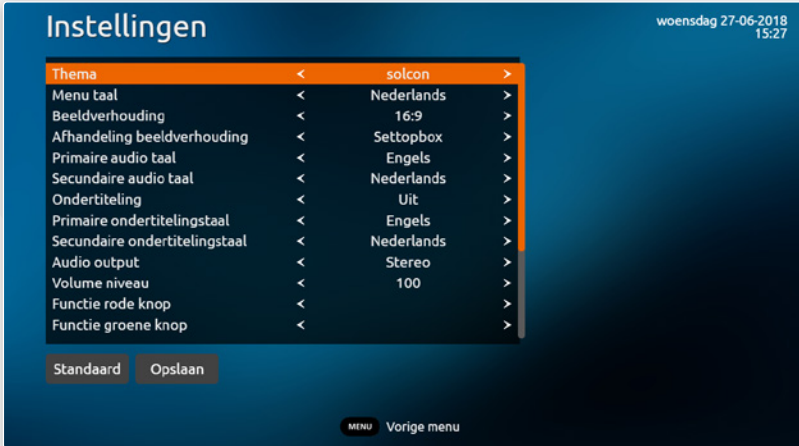 Instellingen
woensdag 27-06-2018
15:27
Thema < solcon >
Menu taal < Nederlands >
Beeldverhouding < 16:9 >
Afhandeling beeldverhouding < Settopbox >
Primaire audio taal < Engels >
Secundaire audio taal < Nederlands >
Ondertiteling < Uit >
Primaire ondertitelingstaal < Engels >
Secundaire ondertitelingstaal < Nederlands >
Audio output < Stereo >
Volume niveau < 100 >
Functie rode knop < >
Functie groene knop < >
Standaard Opslaan
MENU Vorige menu